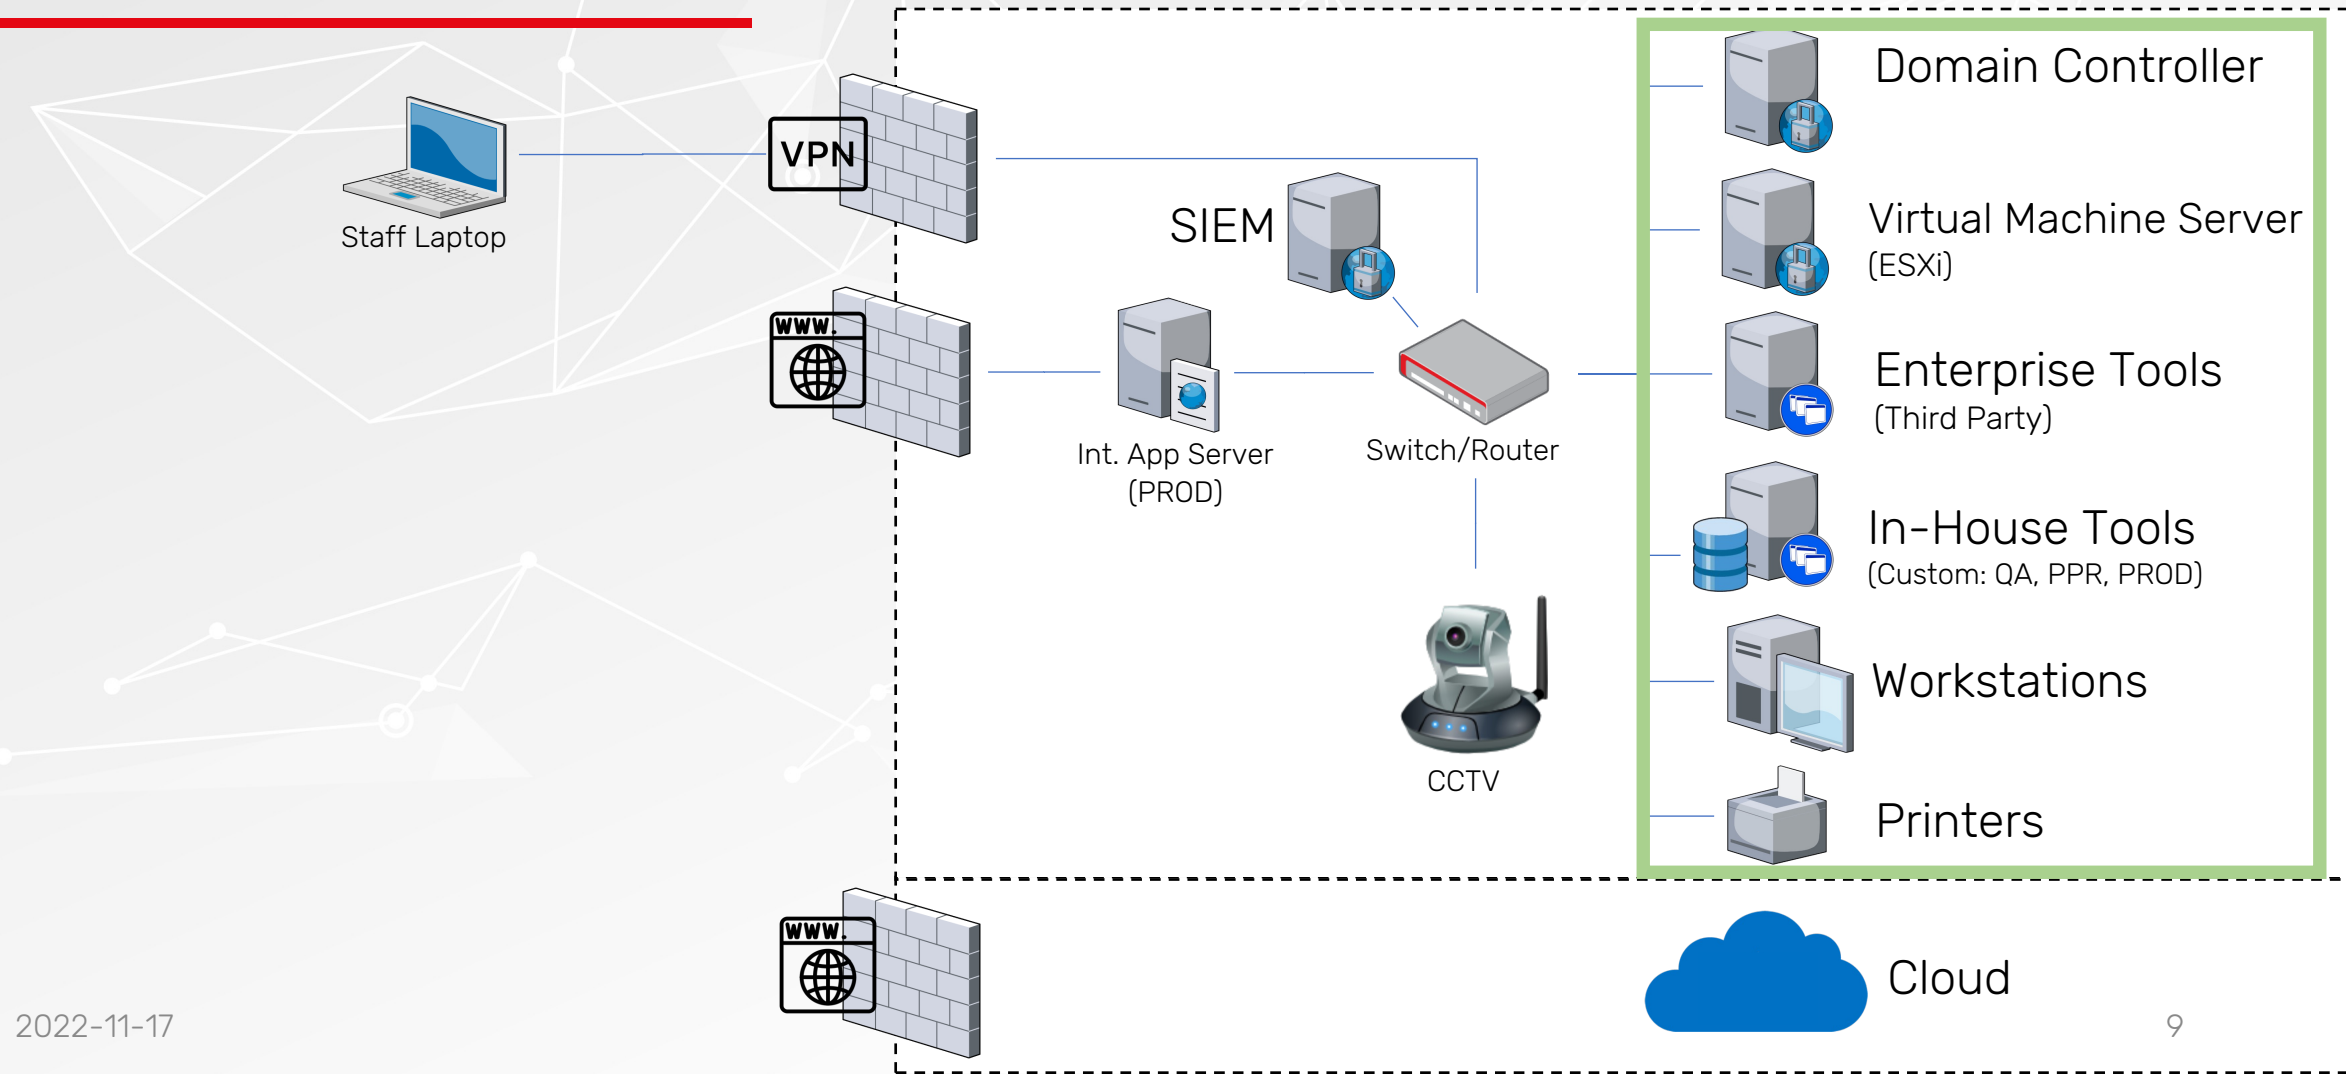 Domain Controller
VPN
Staff Laptop
SIEM
Virtual Machine Server
(ESXi)
WWW.
Int. App Server
(PROD)
Switch/Router
Enterprise Tools
(Third Party)
In-House Tools
(Custom: QA, PPR, PROD)
Workstations
CCTV
Printers
WWW.
Cloud
2022-11-17
9